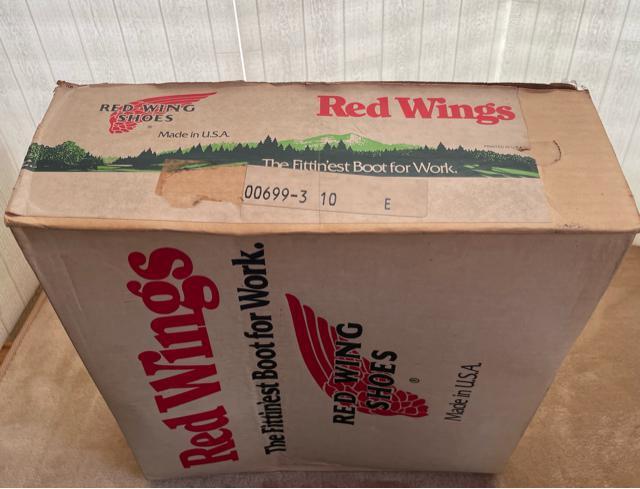 RED WING
SHOES
®
Made in U.S.A.
Red Wings
The Fittin'est Boot for Work.
00699-3 10 E
Red Wings
The Fittin'est Boot for Work.
RED WING
SHOES
®
Made in U.S.A.